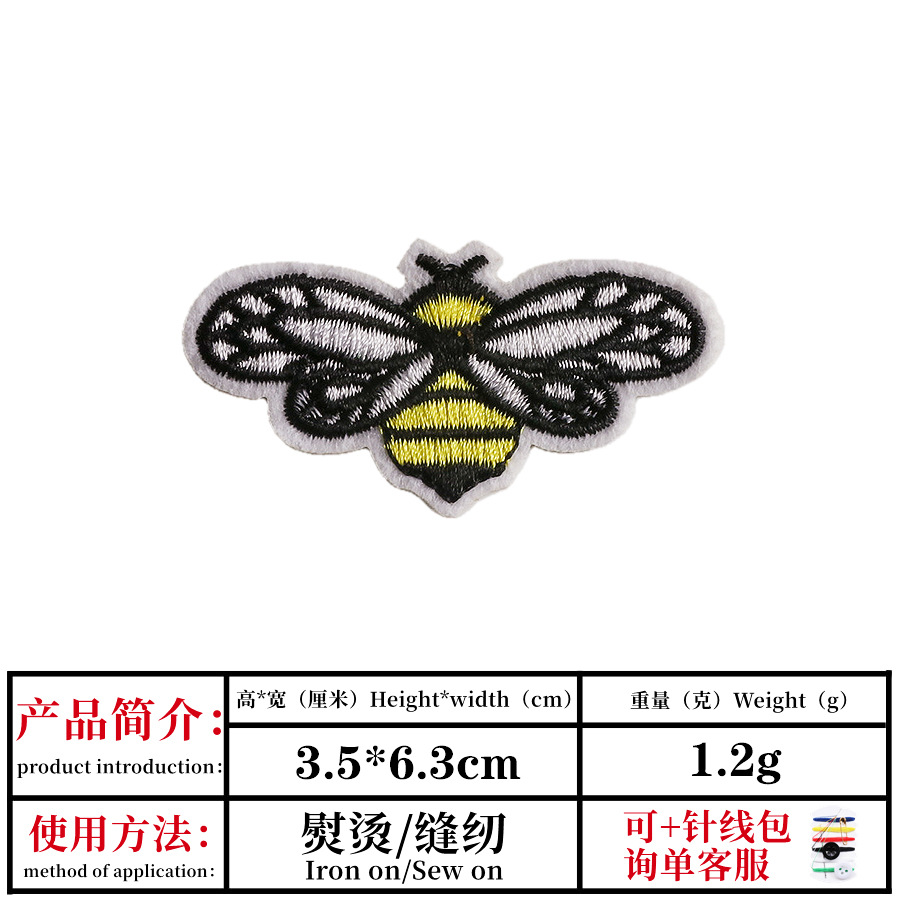 产品简介：
product introduction：
高*宽（厘米）Height*width（cm）
重量（克）Weight（g）
3.5*6.3cm
1.2g
使用方法：
method of application：
熨烫/缝纫
Iron on/Sew on
可+针线包
询单客服